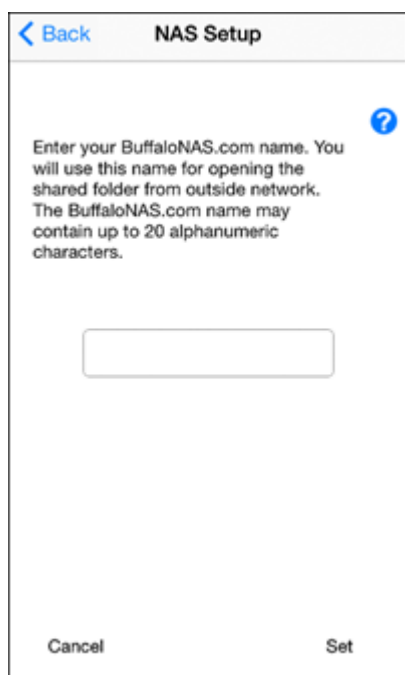 Back
NAS Setup
?
Enter your BuffaloNAS.com name. You
will use this name for opening the
shared folder from outside network.
The BuffaloNAS.com name may
contain up to 20 alphanumeric
characters.
Cancel
Set